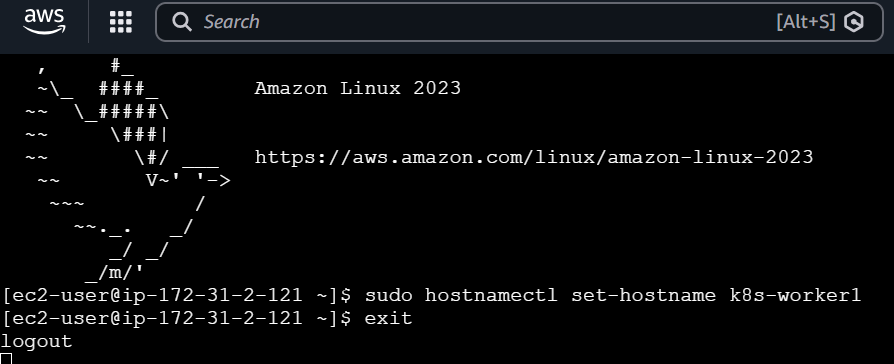 aws
Search [Alt+S]
   ,     #_
   ~\_  ####_        Amazon Linux 2023
  ~~  \_#####\
  ~~     \###|
  ~~       \#/ ___   https://aws.amazon.com/linux/amazon-linux-2023
   ~~       V~' '->
    ~~~         /
      ~~._.   _/
         _/ _/
       _/m/'
[ec2-user@ip-172-31-2-121 ~]$ sudo hostnamectl set-hostname k8s-worker1
[ec2-user@ip-172-31-2-121 ~]$ exit
logout